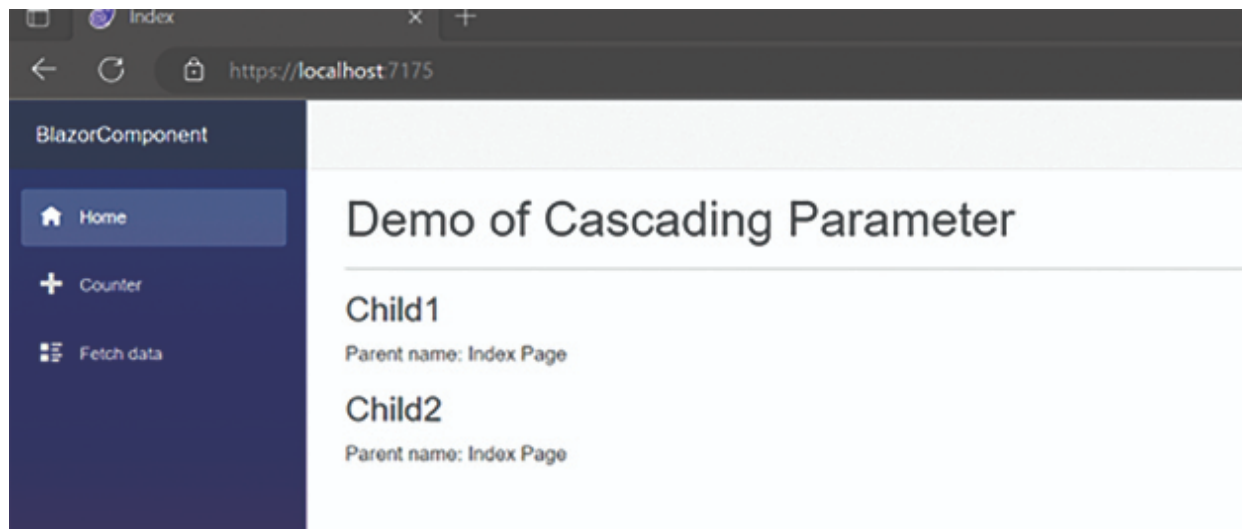 Index
https://localhost:7175
BlazorComponent
Home
Counter
Fetch data
Demo of Cascading Parameter
Child1
Parent name: Index Page
Child2
Parent name: Index Page